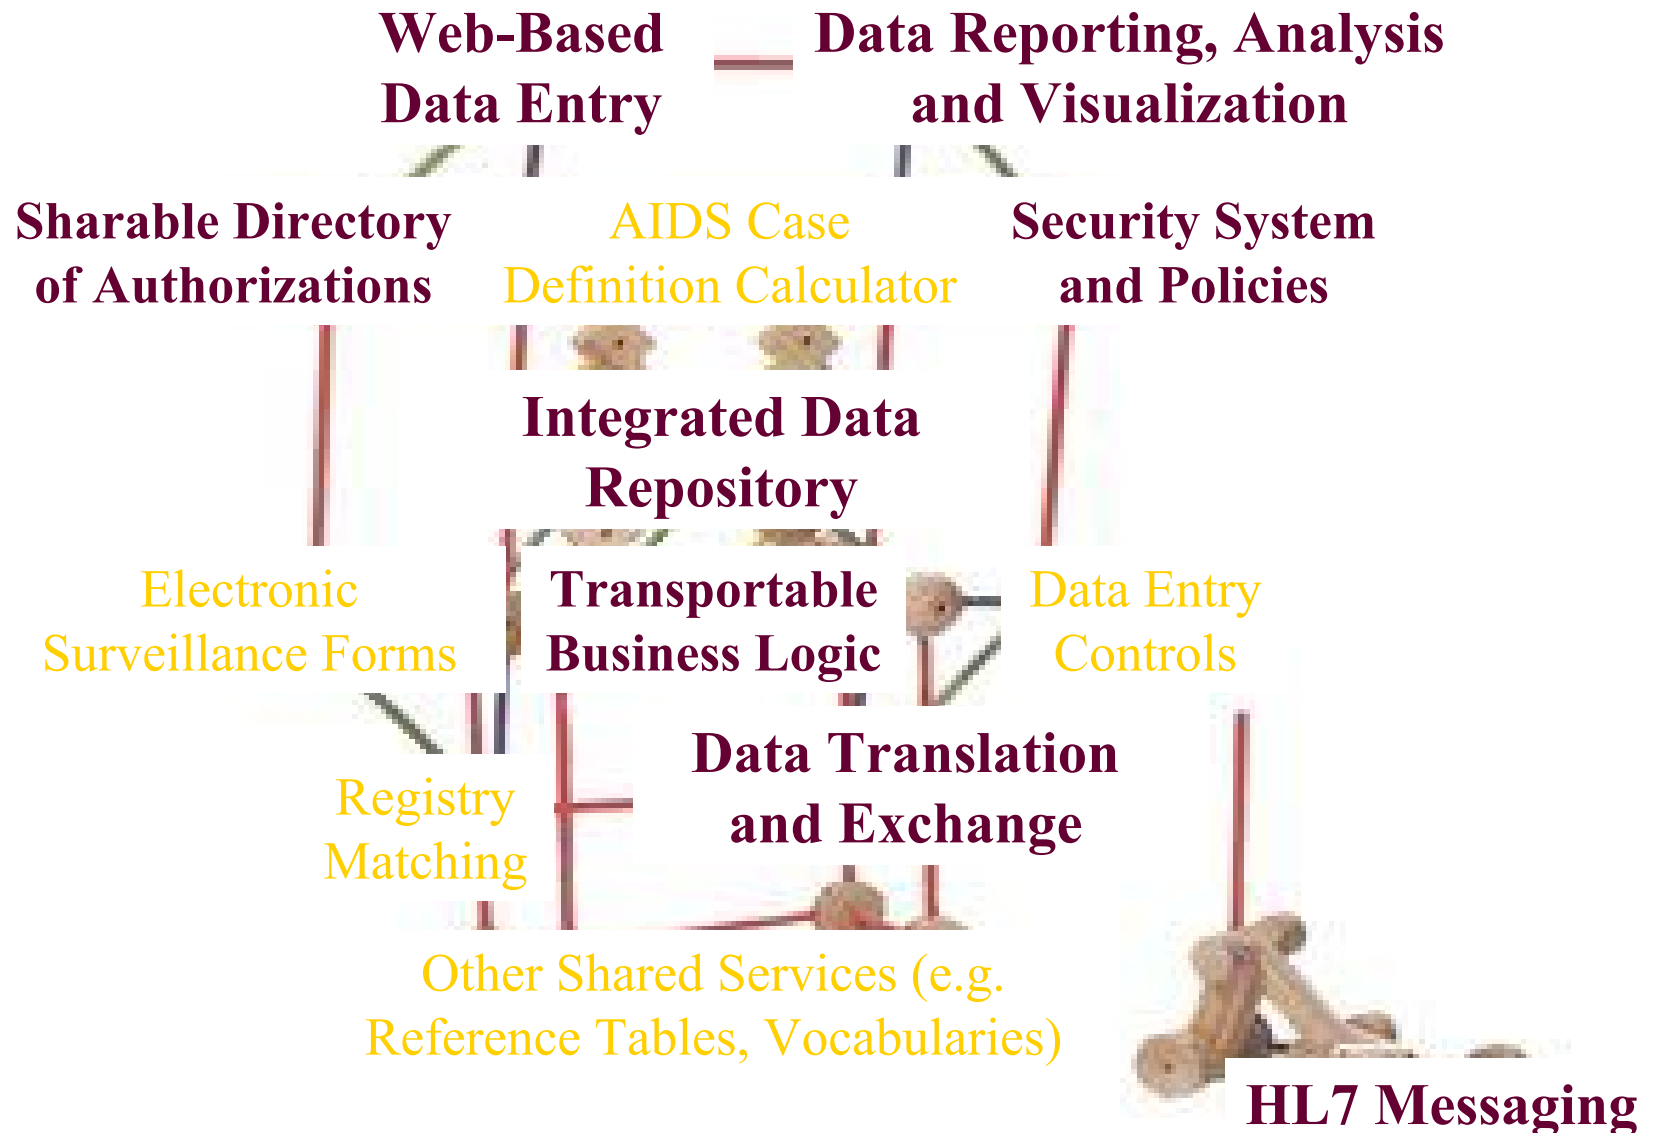 Web-Based
Data Entry
Data Reporting, Analysis
and Visualization
Sharable Directory
of Authorizations
AIDS Case
Definition Calculator
Security System
and Policies
Integrated Data
Repository
Electronic
Surveillance Forms
Transportable
Business Logic
Data Entry
Controls
Data Translation
and Exchange
Registry
Matching
Other Shared Services (e.g.
Reference Tables, Vocabularies)
HL7 Messaging